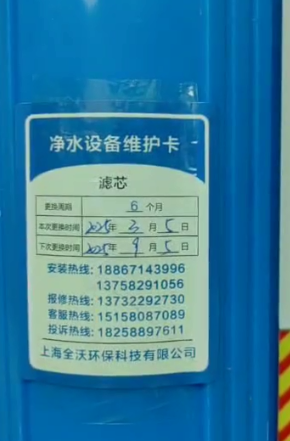 净水设备维护卡
滤芯
更换周期 6 个月
本次更换时间 2025年 3 月 5 日
下次更换时间 2025年 9 月 5 日
安装热线: 18867143996
13758291056
报修热线: 13732292730
客服热线: 15158087089
投诉热线: 18258897611
上海全沃环保科技有限公司